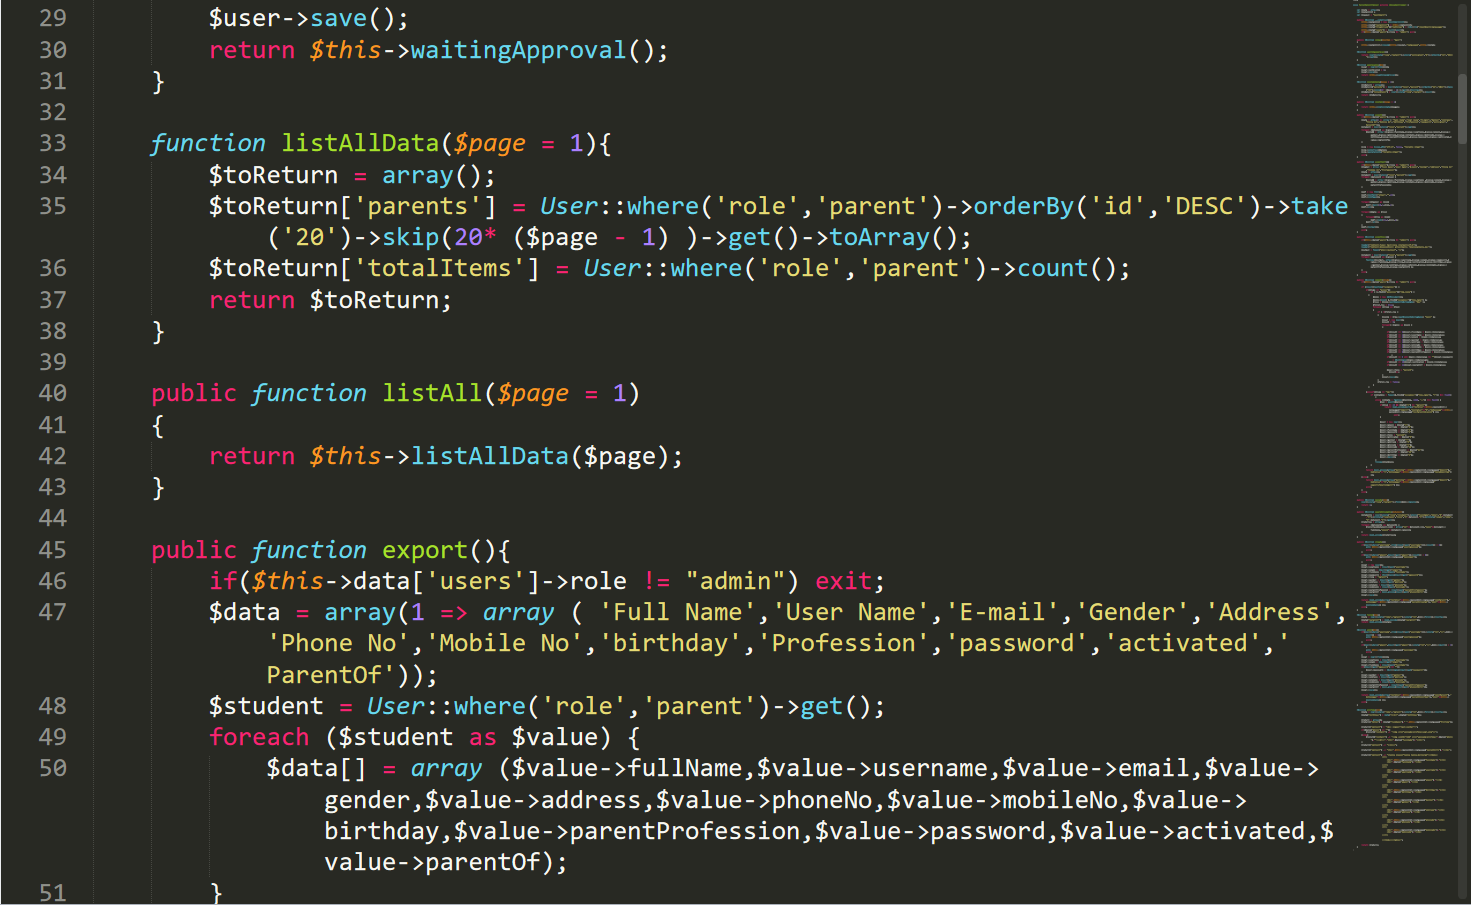 29 $user->save();
30 return $this->waitingApproval();
31 }
32
33 function listAllData($page = 1){
34 $toReturn = array();
35 $toReturn['parents'] = User::where('role','parent')->orderBy('id','DESC')->take
('20')->skip(20* ($page - 1) )->get()->toArray();
36 $toReturn['totalItems'] = User::where('role','parent')->count();
37 return $toReturn;
38 }
39
40 public function listAll($page = 1)
41 {
42 return $this->listAllData($page);
43 }
44
45 public function export(){
46 if($this->data['users']->role != "admin") exit;
47 $data = array(1 => array ( 'Full Name','User Name','E-mail','Gender','Address',
'Phone No','Mobile No','birthday','Profession','password','activated','
ParentOf'));
48 $student = User::where('role','parent')->get();
49 foreach ($student as $value) {
50 $data[] = array ($value->fullName,$value->username,$value->email,$value->
gender,$value->address,$value->phoneNo,$value->mobileNo,$value->
birthday,$value->parentProfession,$value->password,$value->activated,$
value->parentOf);
51 }